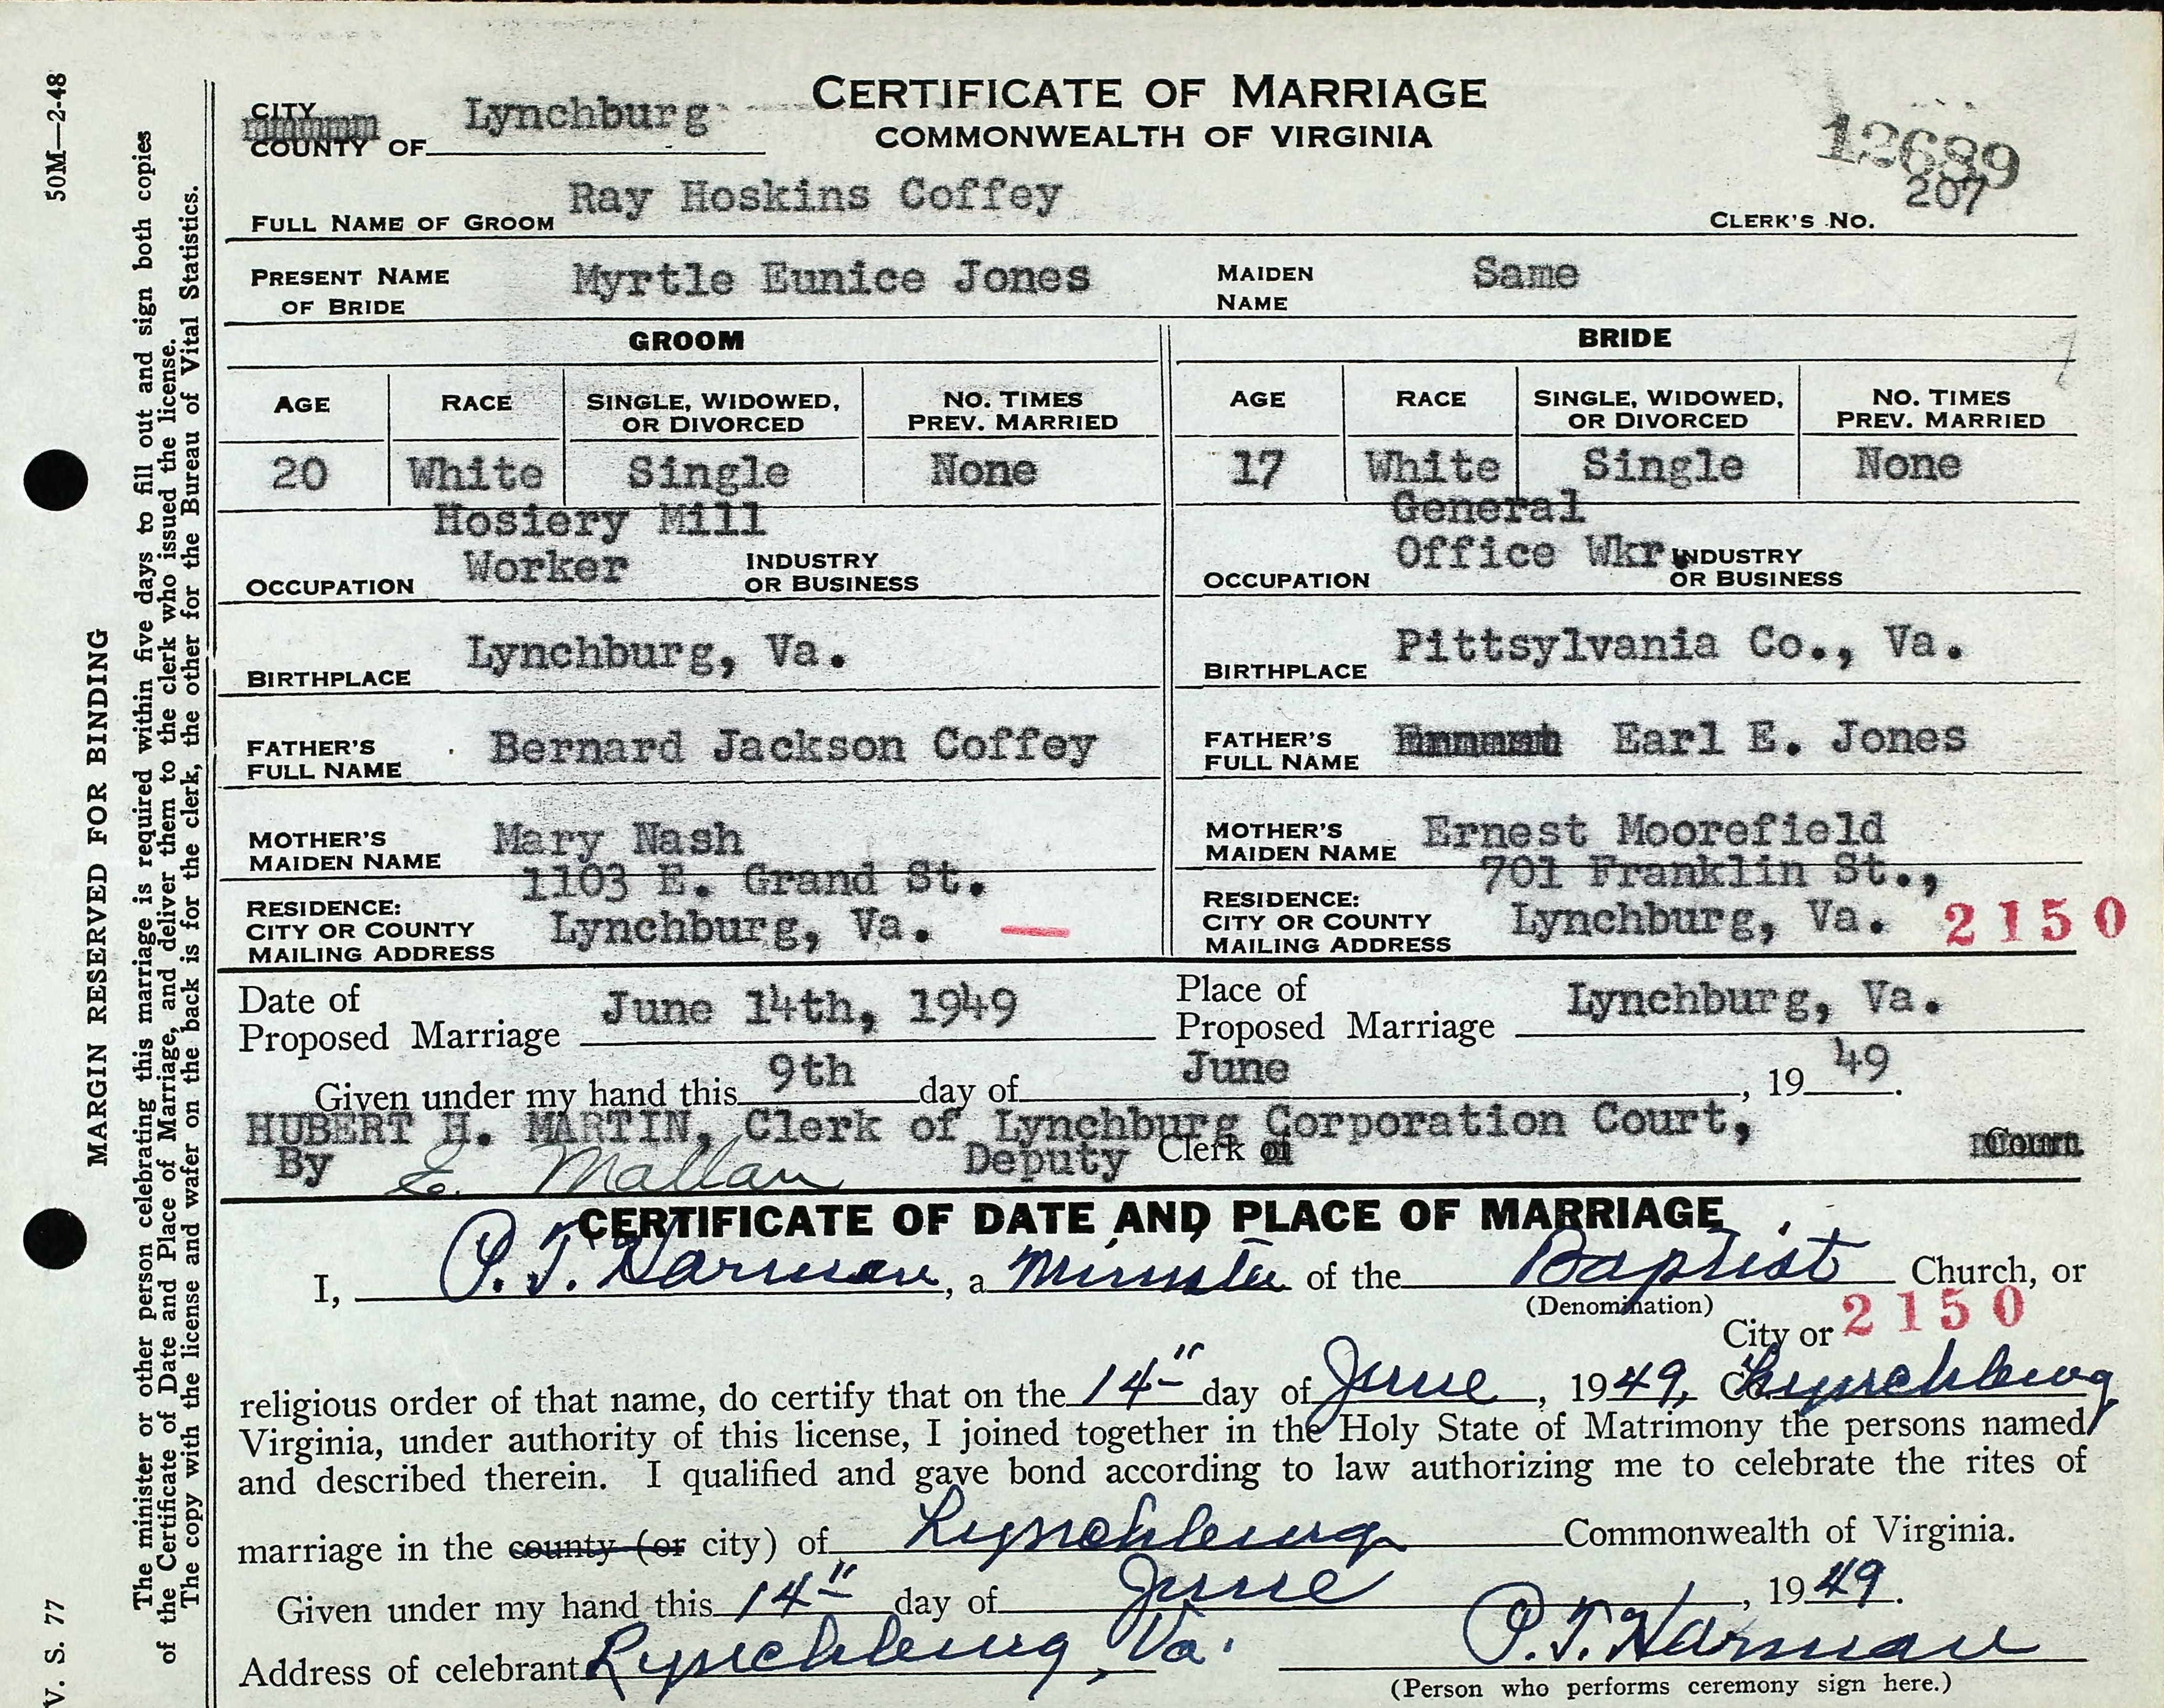 50M—2-48
MARGIN RESERVED FOR BINDING
V. S. 77
The minister or other person celebrating this marriage is required within five days to fill out and sign both copies
of the Certificate of Date and Place of Marriage, and deliver them to the clerk who issued the license.
The copy with the license and wafer on the back is for the clerk, the other for the Bureau of Vital Statistics.
CERTIFICATE OF MARRIAGE
COMMONWEALTH OF VIRGINIA
CITY
COUNTY OF Lynchburg
12689
FULL NAME OF GROOM Ray Hoskins Coffey CLERK'S NO. 207
PRESENT NAME OF BRIDE Myrtle Eunice Jones MAIDEN NAME Same
GROOM BRIDE
AGE RACE SINGLE, WIDOWED, OR DIVORCED NO. TIMES PREV. MARRIED AGE RACE SINGLE, WIDOWED, OR DIVORCED NO. TIMES PREV. MARRIED
20 White Single None 17 White Single None
OCCUPATION Hosiery Mill Worker INDUSTRY OR BUSINESS OCCUPATION General Office Wkr. INDUSTRY OR BUSINESS
BIRTHPLACE Lynchburg, Va. BIRTHPLACE Pittsylvania Co., Va.
FATHER'S FULL NAME Bernard Jackson Coffey FATHER'S FULL NAME Earl E. Jones
MOTHER'S MAIDEN NAME Mary Nash MOTHER'S MAIDEN NAME Ernest Moorefield
RESIDENCE: CITY OR COUNTY MAILING ADDRESS 1103 E. Grand St. Lynchburg, Va. RESIDENCE: CITY OR COUNTY MAILING ADDRESS 701 Franklin St., Lynchburg, Va. 2150
Date of Proposed Marriage June 14th, 1949 Place of Proposed Marriage Lynchburg, Va.
Given under my hand this 9th day of June, 1949.
HUBERT H. MARTIN, Clerk of Lynchburg Corporation Court,
By E. Mallan Deputy Clerk of Court.
CERTIFICATE OF DATE AND PLACE OF MARRIAGE
I, P. T. Harman, a Minister of the Baptist Church, or
(Denomination)
City or 2150
religious order of that name, do certify that on the 14" day of June, 1949, Co. Lynchburg
Virginia, under authority of this license, I joined together in the Holy State of Matrimony the persons named
and described therein. I qualified and gave bond according to law authorizing me to celebrate the rites of
marriage in the county (or city) of Lynchburg Commonwealth of Virginia.
Given under my hand this 14" day of June, 1949.
Address of celebrant Lynchburg, Va. P. T. Harman
(Person who performs ceremony sign here.)